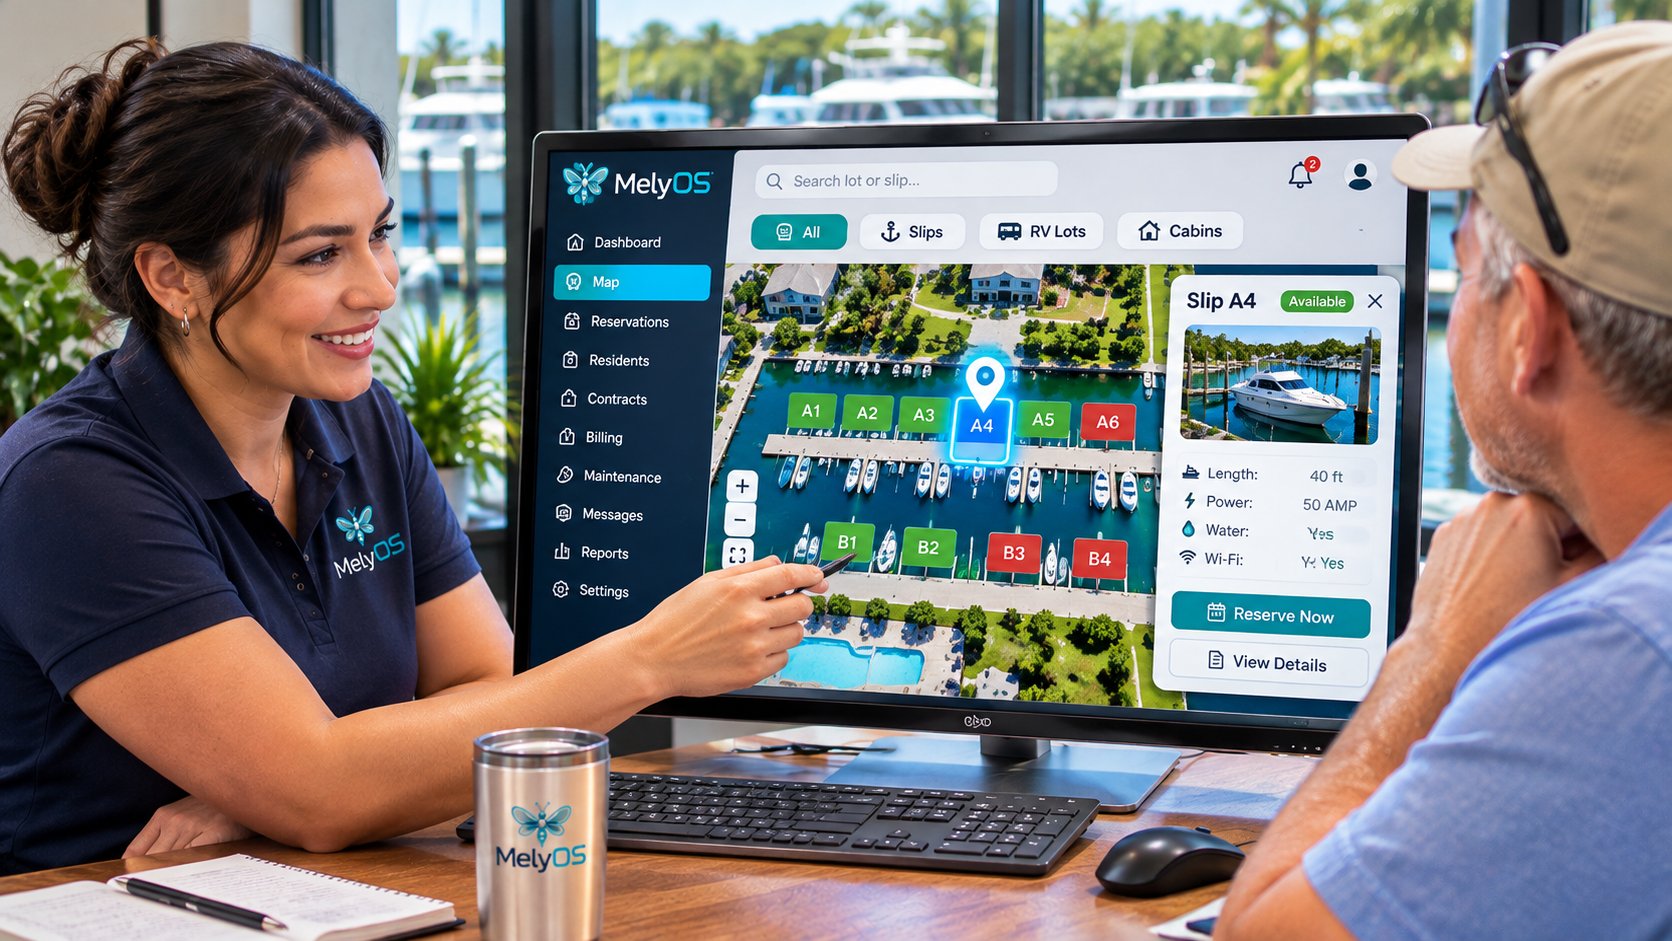 MelyOS
Search lot or slip...
2
All
Slips
RV Lots
Cabins
Dashboard
Map
Reservations
Residents
Contracts
Billing
Maintenance
Messages
Reports
Settings
A1
A2
A3
A4
A5
A6
B1
B2
B3
B4
Slip A4
Available
Length: 40 ft
Power: 50 AMP
Water: Yes
Wi-Fi: Y: Yes
Reserve Now
View Details
MelyOS
MelyOS